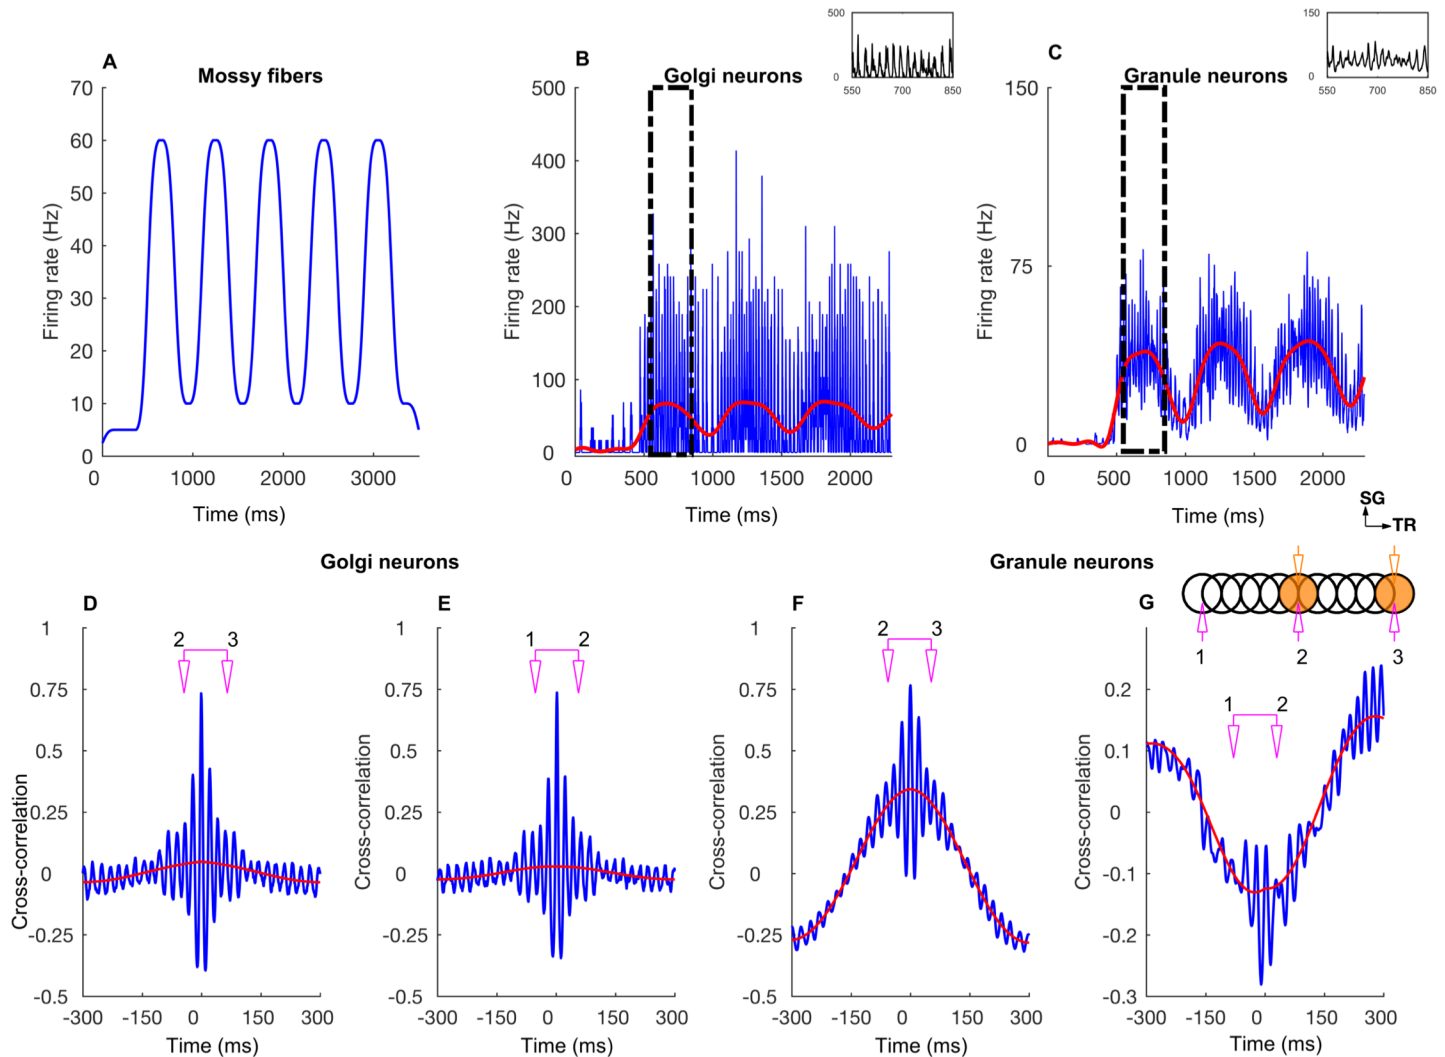 A
Mossy fibers
Firing rate (Hz)
70
60
50
40
30
20
10
0
0 1000 2000 3000
Time (ms)
B
Golgi neurons
500
0
550 700 850
Firing rate (Hz)
500
400
300
200
100
0
0 500 1000 1500 2000
Time (ms)
C
Granule neurons
150
0
550 700 850
Firing rate (Hz)
150
75
0
0 500 1000 1500 2000
Time (ms)
SG
TR
Golgi neurons
Granule neurons
D
2 3
Cross-correlation
1
0.75
0.5
0.25
0
-0.25
-0.5
-300 -150 0 150 300
Time (ms)
E
1 2
Cross-correlation
1
0.75
0.5
0.25
0
-0.25
-0.5
-300 -150 0 150 300
Time (ms)
F
2 3
Cross-correlation
1
0.75
0.5
0.25
0
-0.25
-0.5
-300 -150 0 150 300
Time (ms)
G
1 2 3
1 2
Cross-correlation
0.2
0.1
0
-0.1
-0.2
-0.3
-300 -150 0 150 300
Time (ms)